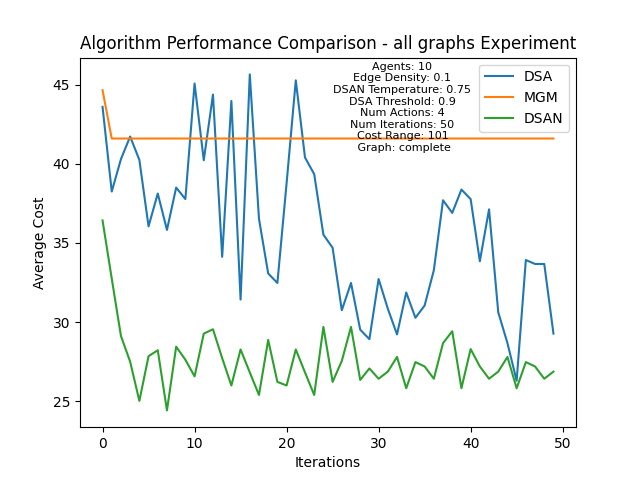 Algorithm Performance Comparison - all graphs Experiment
Agents: 10
Edge Density: 0.1
DSAN Temperature: 0.75
DSA Threshold: 0.9
Num Actions: 4
Num Iterations: 50
Cost Range: 101
Graph: complete
DSA
MGM
DSAN
Average Cost
45
40
35
30
25
0 10 20 30 40 50
Iterations